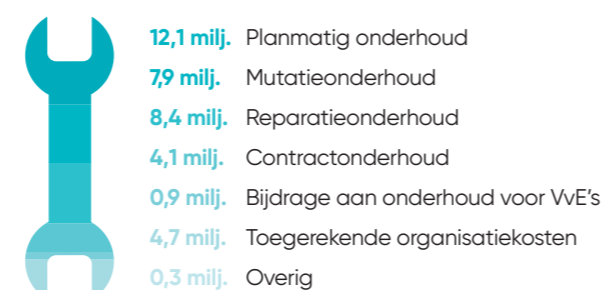 12,1 milj. Planmatig onderhoud
7,9 milj. Mutatieonderhoud
8,4 milj. Reparatieonderhoud
4,1 milj. Contractonderhoud
0,9 milj. Bijdrage aan onderhoud voor VvE's
4,7 milj. Toegerekende organisatiekosten
0,3 milj. Overig